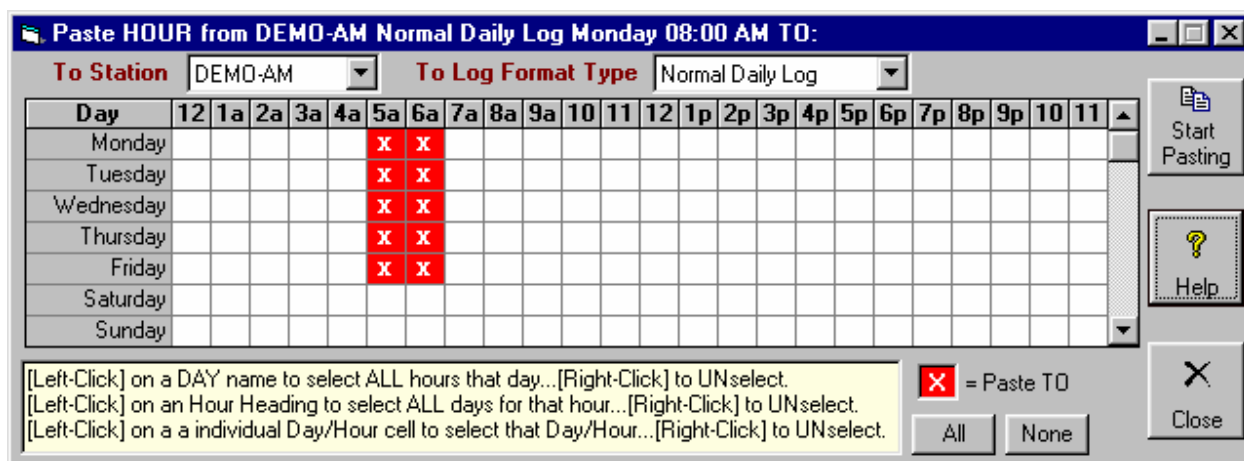 Paste HOUR from DEMO-AM Normal Daily Log Monday 08:00 AM TO:
To Station DEMO-AM To Log Format Type Normal Daily Log
Day 12 1a 2a 3a 4a 5a 6a 7a 8a 9a 10 11 12 1p 2p 3p 4p 5p 6p 7p 8p 9p 10 11
Monday X X
Tuesday X X
Wednesday X X
Thursday X X
Friday X X
Saturday
Sunday
Start
Pasting
Help
Close
[Left-Click] on a DAY name to select ALL hours that day...[Right-Click] to UNselect.
[Left-Click] on an Hour Heading to select ALL days for that hour...[Right-Click] to UNselect.
[Left-Click] on a a individual Day/Hour cell to select that Day/Hour...[Right-Click] to UNselect.
X = Paste TO
All None